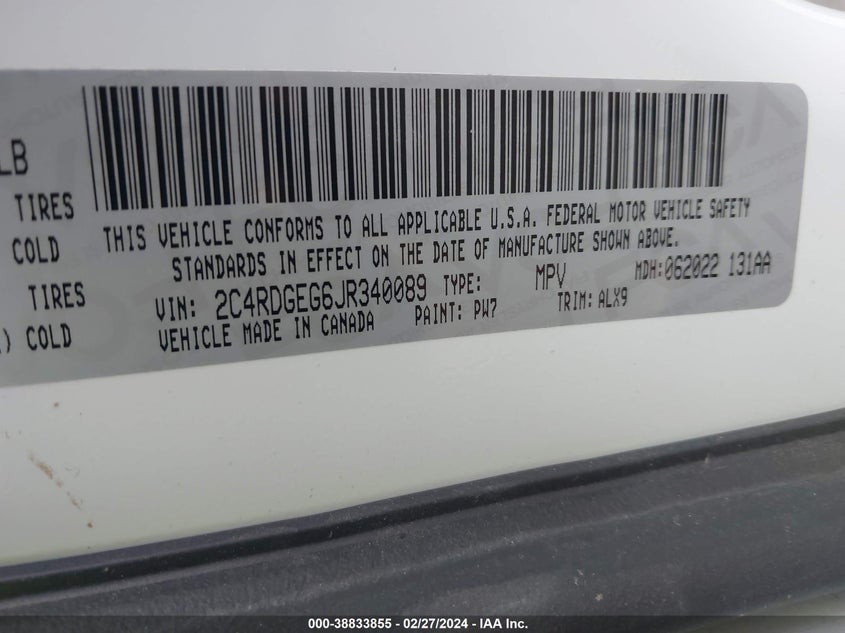 LB
TIRES
COLD
TIRES
) COLD
THIS VEHICLE CONFORMS TO ALL APPLICABLE U.S.A. FEDERAL MOTOR VEHICLE SAFETY
STANDARDS IN EFFECT ON THE DATE OF MANUFACTURE SHOWN ABOVE.
VIN: 2C4RDGEG6JR340089 TYPE: MPV MDH: 062022 131AA
VEHICLE MADE IN CANADA PAINT: PW7 TRIM: ALX9
000-38833855 - 02/27/2024 - IAA Inc.